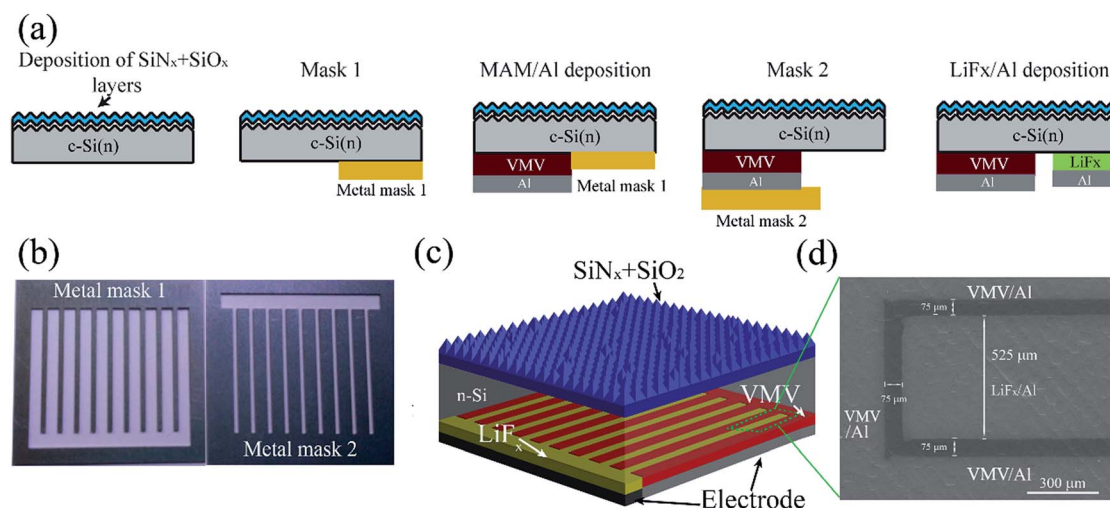 (a)
Deposition of SiNₓ+SiOₓ
layers
c-Si(n)
Mask 1
c-Si(n)
Metal mask 1
MAM/Al deposition
c-Si(n)
VMV
Al
Metal mask 1
Mask 2
c-Si(n)
VMV
Al
Metal mask 2
LiFx/Al deposition
c-Si(n)
VMV
LiFx
Al
Al
(b)
Metal mask 1
Metal mask 2
(c)
SiNₓ+SiO₂
n-Si
VMV
LiFₓ
Electrode
(d)
VMV/Al
75 μm
525 μm
LiFₓ/Al
75 μm
VMV
/Al
75 μm
VMV/Al
300 μm